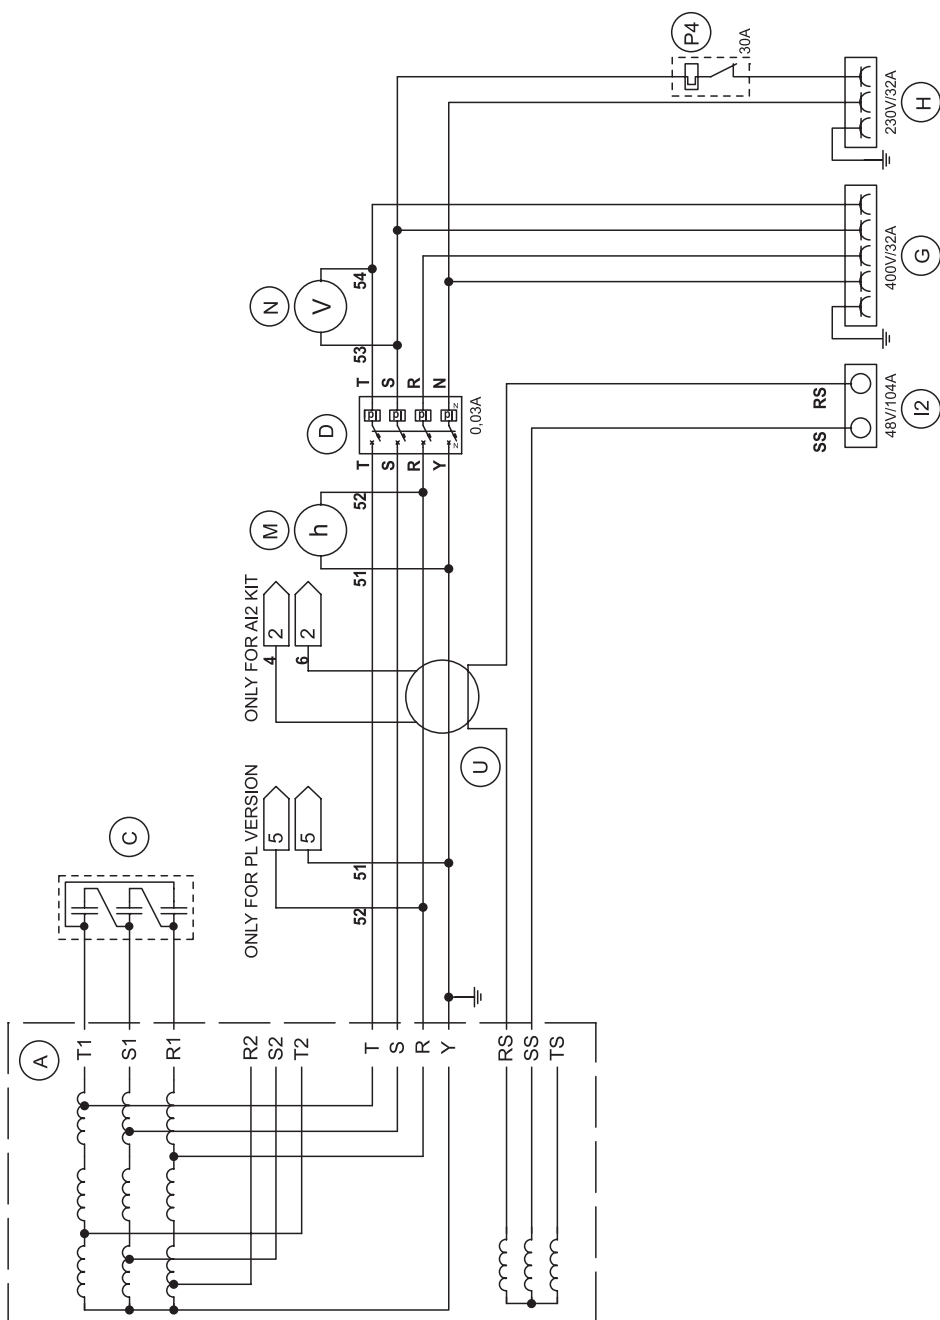 P4
30A
230V/32A
H
N
V
54
53
400V/32A
G
T
S
R
N
D
N
N
0,03A
T
S
R
Y
RS
SS
48V/104A
I2
M
h
52
51
ONLY FOR AI2 KIT
2
2
4
6
U
ONLY FOR PL VERSION
5
5
51
52
C
A
T1
S1
R1
R2
S2
T2
T
S
R
Y
RS
SS
TS